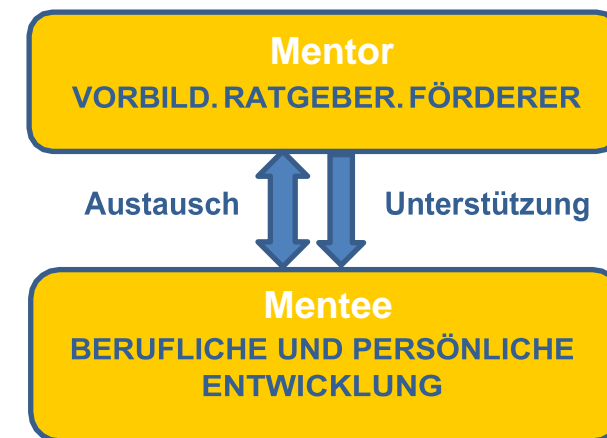 Mentor
VORBILD. RATGEBER. FÖRDERER
Austausch
Unterstützung
Mentee
BERUFLICHE UND PERSÖNLICHE
ENTWICKLUNG